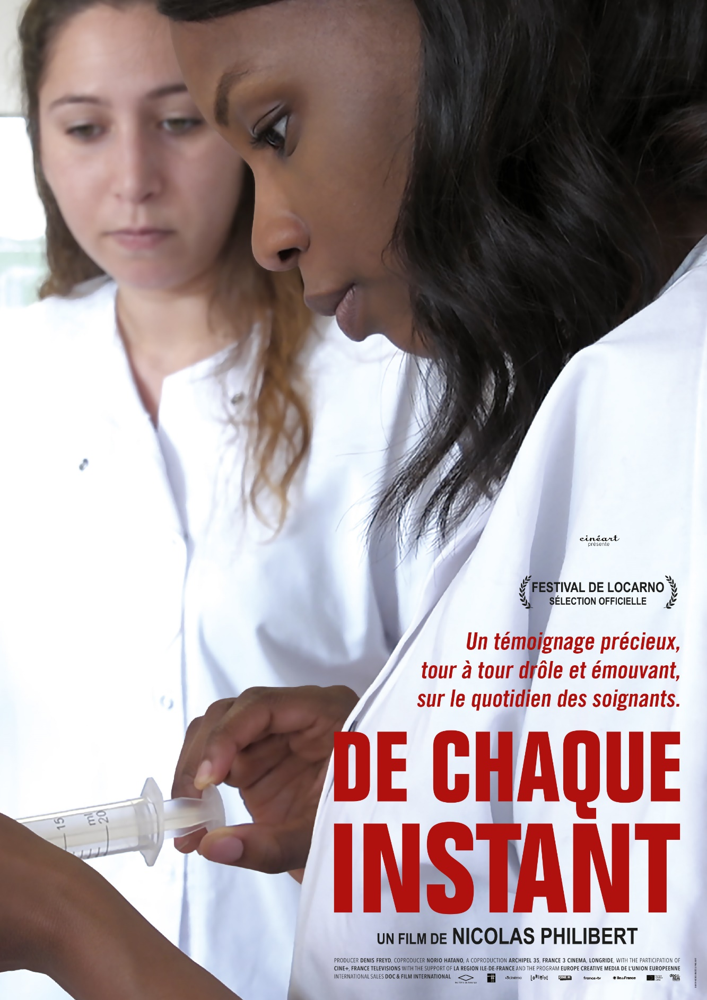 cinéart
présente
FESTIVAL DE LOCARNO
SÉLECTION OFFICIELLE
Un témoignage précieux,
tour à tour drôle et émouvant,
sur le quotidien des soignants.
DE CHAQUE
INSTANT
15
ml
20
UN FILM DE NICOLAS PHILIBERT
PRODUCER DENIS FREYD, COPRODUCER NORIO HATANO, A COPRODUCTION ARCHIPEL 35, FRANCE 3 CINEMA, LONGRIDE, WITH THE PARTICIPATION OF
CINE+, FRANCE TELEVISIONS WITH THE SUPPORT OF LA REGION ILE-DE-FRANCE AND THE PROGRAM EUROPE CREATIVE MEDIA DE L'UNION EUROPEENNE
INTERNATIONAL SALES DOC & FILM INTERNATIONAL
35
•3cinéma
LONGRIDE
CINE +
france•tv
îledeFrance
doc& film